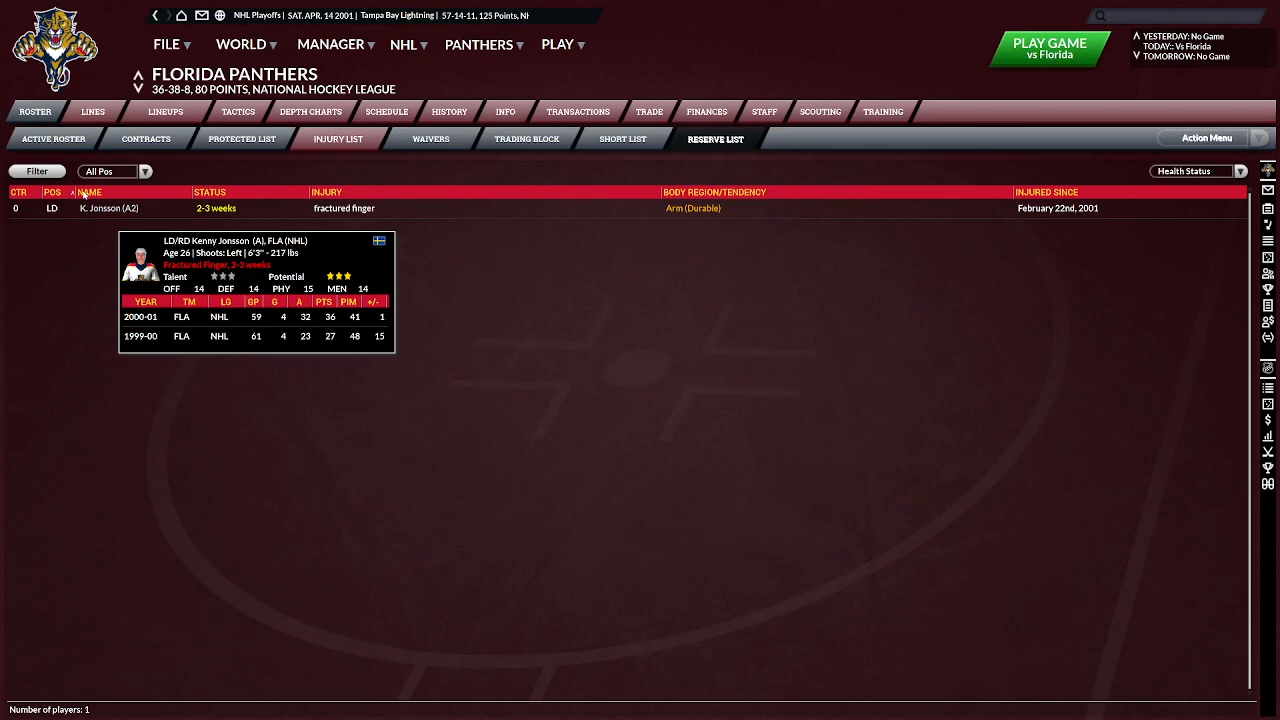 NHL Playoffs | SAT. APR. 14 2001 | Tampa Bay Lightning | 57-14-11, 125 Points, NH
FILE WORLD MANAGER NHL PANTHERS PLAY
PLAY GAME
vs Florida
YESTERDAY: No Game
TODAY:: Vs Florida
TOMORROW: No Game
FLORIDA PANTHERS
36-38-8, 80 POINTS, NATIONAL HOCKEY LEAGUE
ROSTER LINES LINEUPS TACTICS DEPTH CHARTS SCHEDULE HISTORY INFO TRANSACTIONS TRADE FINANCES STAFF SCOUTING TRAINING
ACTIVE ROSTER CONTRACTS PROTECTED LIST INJURY LIST WAIVERS TRADING BLOCK SHORT LIST RESERVE LIST Action Menu
Filter All Pos Health Status
CTR POS NAME STATUS INJURY BODY REGION/TENDENCY INJURED SINCE
0 LD K. Jonsson (A2) 2-3 weeks fractured finger Arm (Durable) February 22nd, 2001
LD/RD Kenny Jonsson (A), FLA (NHL)
Age 26 | Shoots: Left | 6'3" - 217 lbs
Fractured Finger, 2-3 weeks
Talent Potential
OFF 14 DEF 14 PHY 15 MEN 14
YEAR TM LG GP G A PTS PIM +/-
2000-01 FLA NHL 59 4 32 36 41 1
1999-00 FLA NHL 61 4 23 27 48 15
Number of players: 1